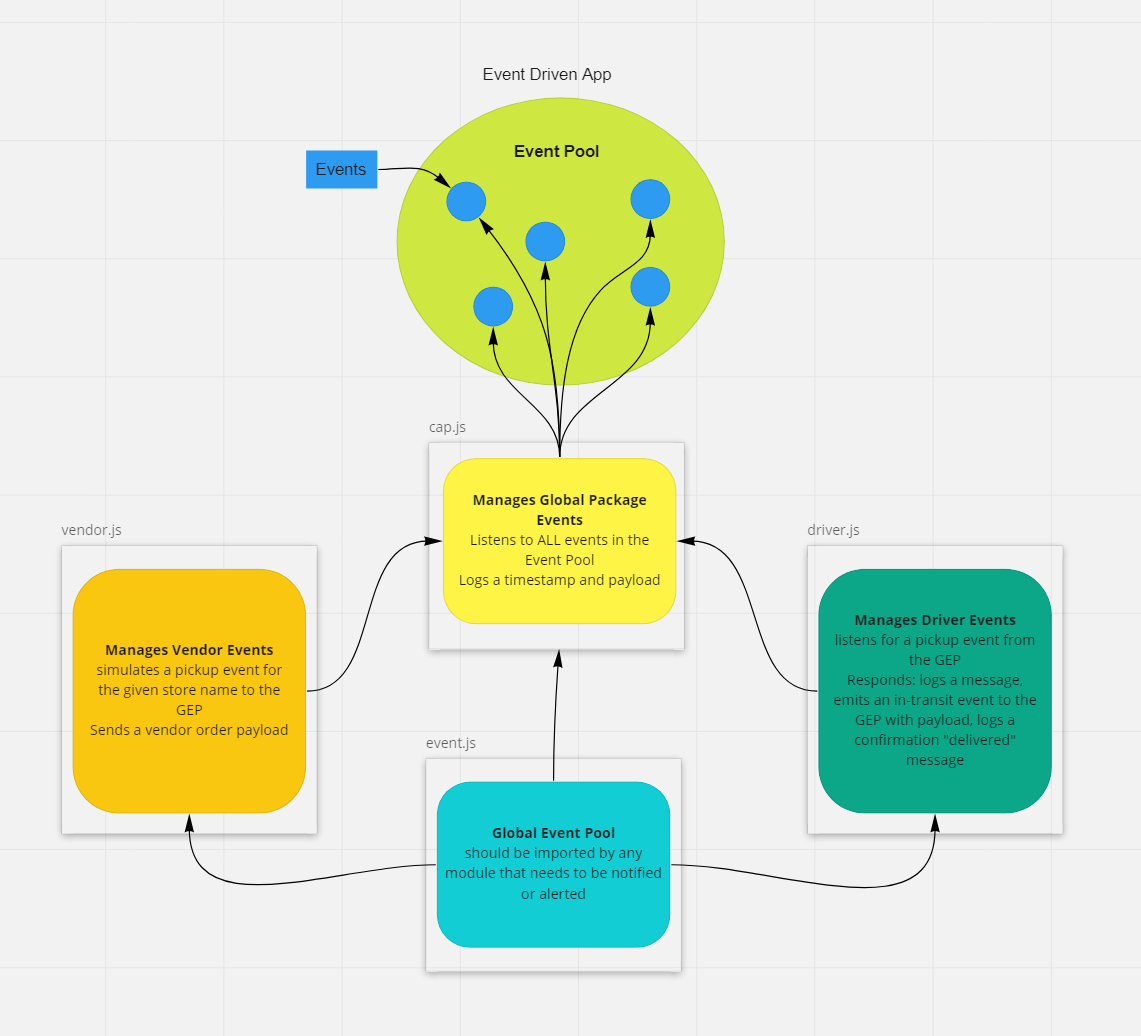 Event Driven App
Event Pool
Events
cap.js
Manages Global Package
Events
Listens to ALL events in the
Event Pool
Logs a timestamp and payload
vendor.js
Manages Vendor Events
simulates a pickup event for
the given store name to the
GEP
Sends a vendor order payload
driver.js
Manages Driver Events
listens for a pickup event from
the GEP
Responds: logs a message,
emits an in-transit event to the
GEP with payload, logs a
confirmation "delivered"
message
event.js
Global Event Pool
should be imported by any
module that needs to be notified
or alerted